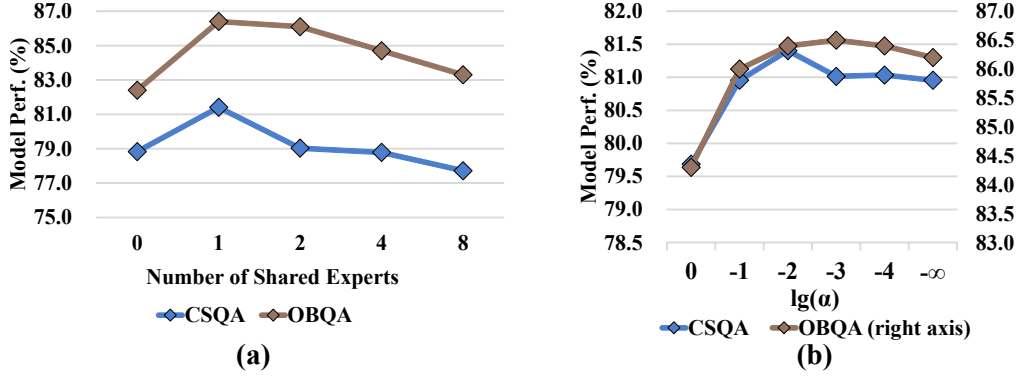 Model Perf. (%)
87.0
85.0
83.0
81.0
79.0
77.0
75.0
0 1 2 4 8
Number of Shared Experts
CSQA OBQA
(a)
Model Perf. (%)
82.0
81.5
81.0
80.5
80.0
79.5
79.0
78.5
87.0
86.5
86.0
85.5
85.0
84.5
84.0
83.5
83.0
0 -1 -2 -3 -4 -∞
lg(α)
CSQA OBQA (right axis)
(b)